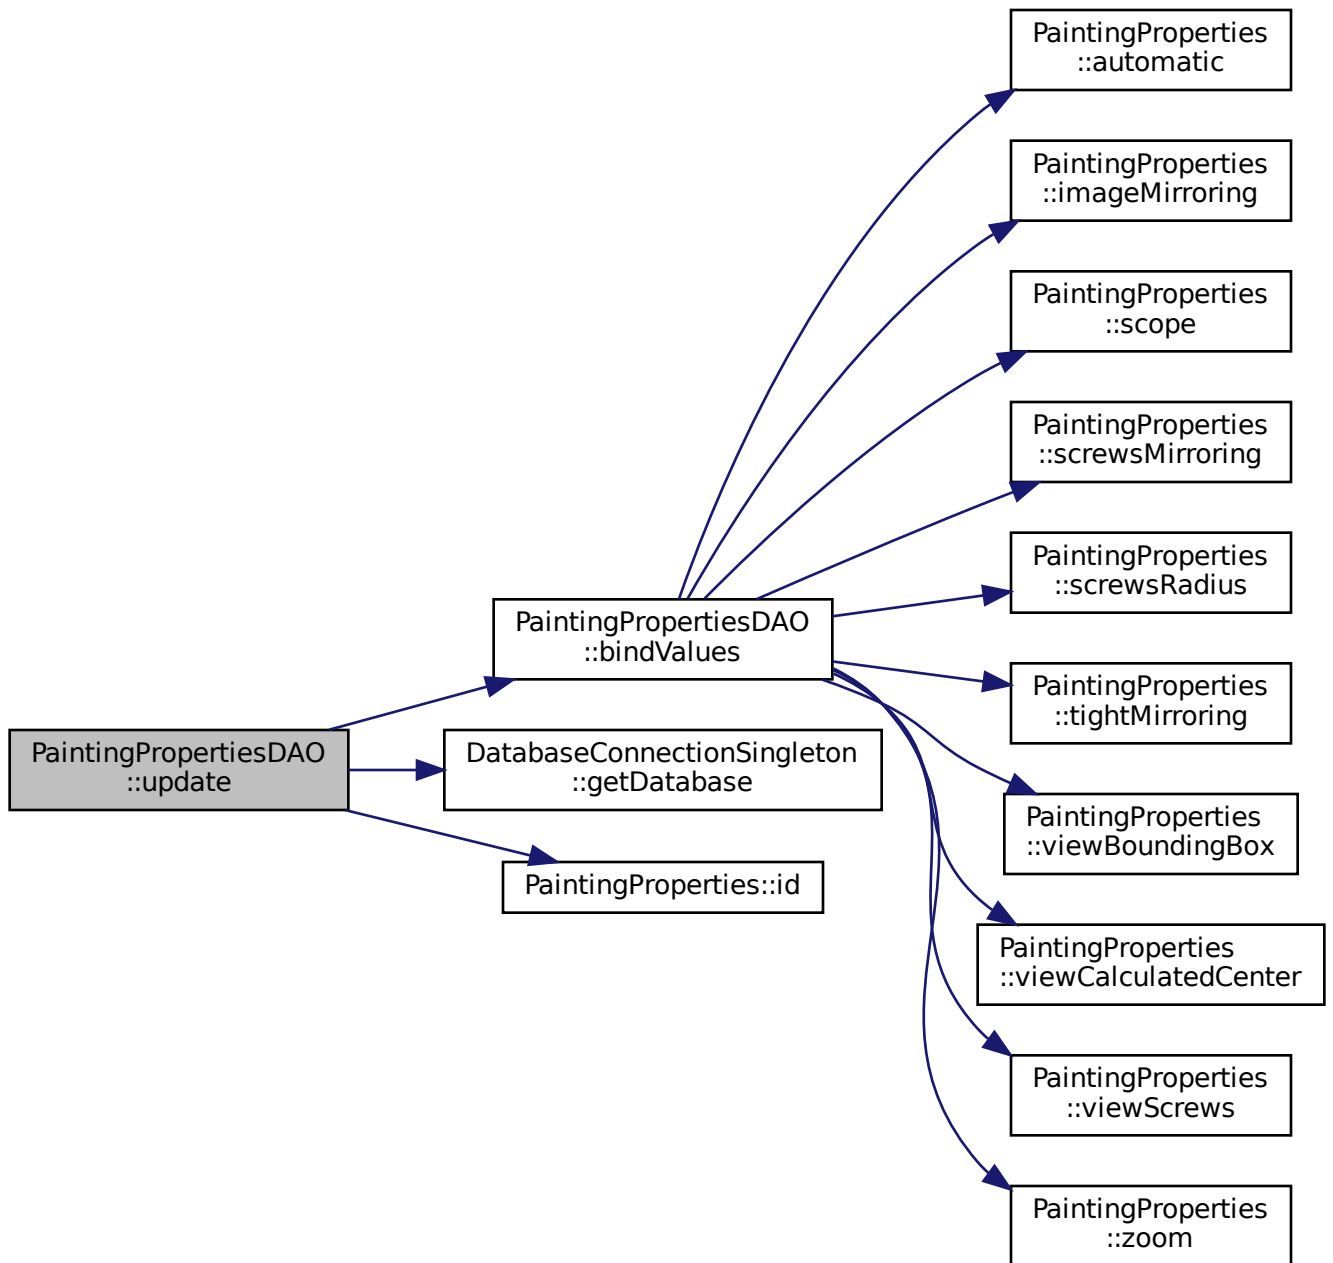 PaintingProperties
::automatic
PaintingProperties
::imageMirroring
PaintingProperties
::scope
PaintingProperties
::screwsMirroring
PaintingProperties
::screwsRadius
PaintingPropertiesDAO
::bindValues
PaintingProperties
::tightMirroring
PaintingPropertiesDAO
::update
DatabaseConnectionSingleton
::getDatabase
PaintingProperties
::viewBoundingBox
PaintingProperties::id
PaintingProperties
::viewCalculatedCenter
PaintingProperties
::viewScrews
PaintingProperties
::zoom